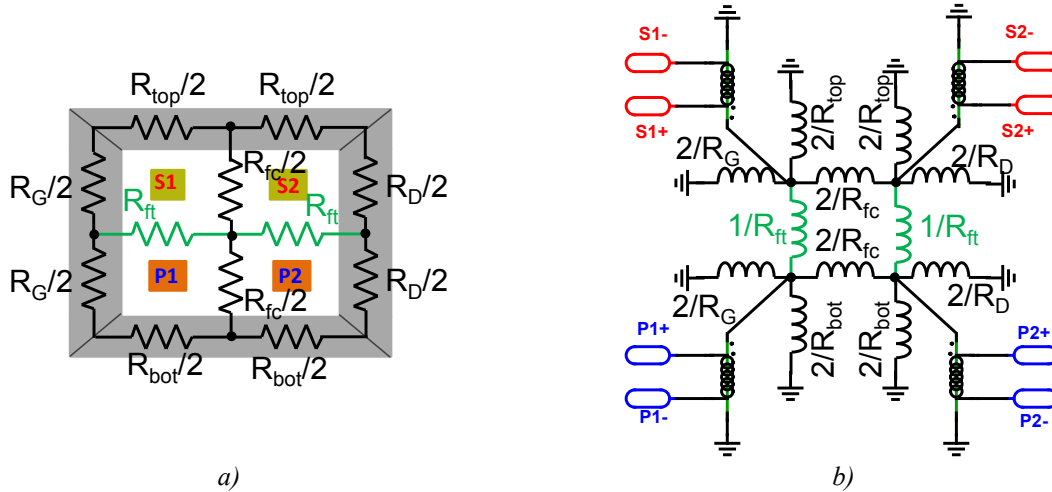 R_top/2 R_top/2
R_fc/2
R_G/2 S1 S2 R_D/2
R_ft R_ft
P1 P2
R_G/2 R_fc/2 R_D/2
R_bot/2 R_bot/2
a)
S1- S2-
S1+ S2+
2/R_top 2/R_top
2/R_G 2/R_fc 2/R_D
1/R_ft 1/R_ft
2/R_fc
2/R_G 2/R_D
2/R_bot 2/R_bot
P1+ P2+
P1- P2-
b)